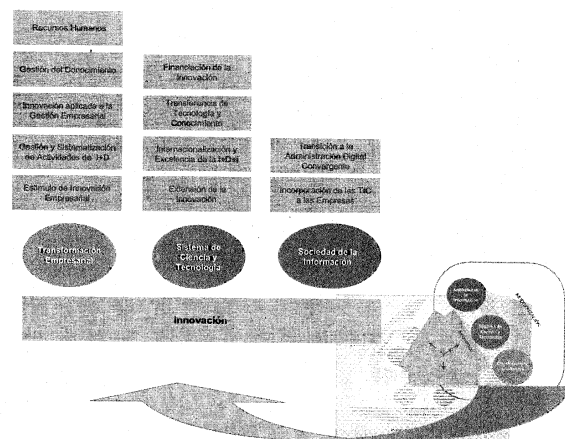 Recursos Humanos
Gestión del Conocimiento
Innovación aplicada a la
Gestión Empresarial
Gestión y Sistematización
de Actividades de I+D
Estímulo de Innovación
Empresarial
Financiación de la
Innovación
Transferencia de
Tecnología y
Conocimiento
Internacionalización y
Excelencia de la I+D+i
Extensión de la
Innovación
Transición a la
Administración Digital
Convergente
Incorporación de las TIC
a las Empresas
Transformación
Empresarial
Sistema de
Ciencia y
Tecnología
Sociedad de la
Información
Innovación